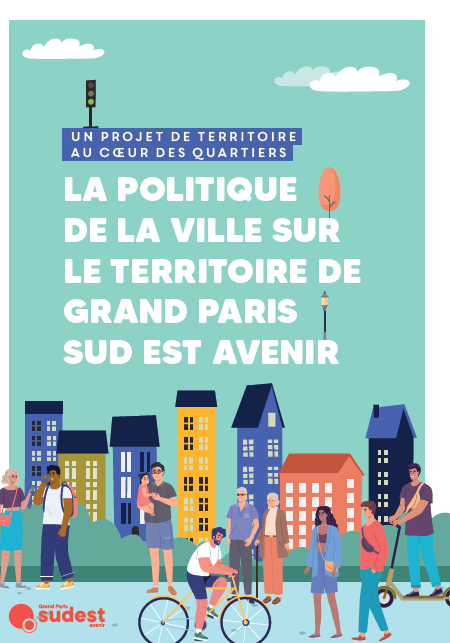 UN PROJET DE TERRITOIRE
AU CŒUR DES QUARTIERS
LA POLITIQUE
DE LA VILLE SUR
LE TERRITOIRE DE
GRAND PARIS
SUD EST AVENIR
Grand Paris
sudest
avenir